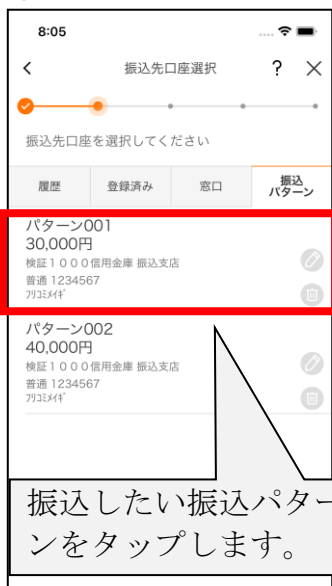 8:05
振込先口座選択 ?
振込先口座を選択してください
履歴 登録済み 窓口 振込
パターン
パターン001
30,000円
検証１０００信用金庫 振込支店
普通 1234567
ﾌﾘｺﾐﾒｲｷﾞ
パターン002
40,000円
検証１０００信用金庫 振込支店
普通 1234567
ﾌﾘｺﾐﾒｲｷﾞ
振込したい振込パター
ンをタップします。